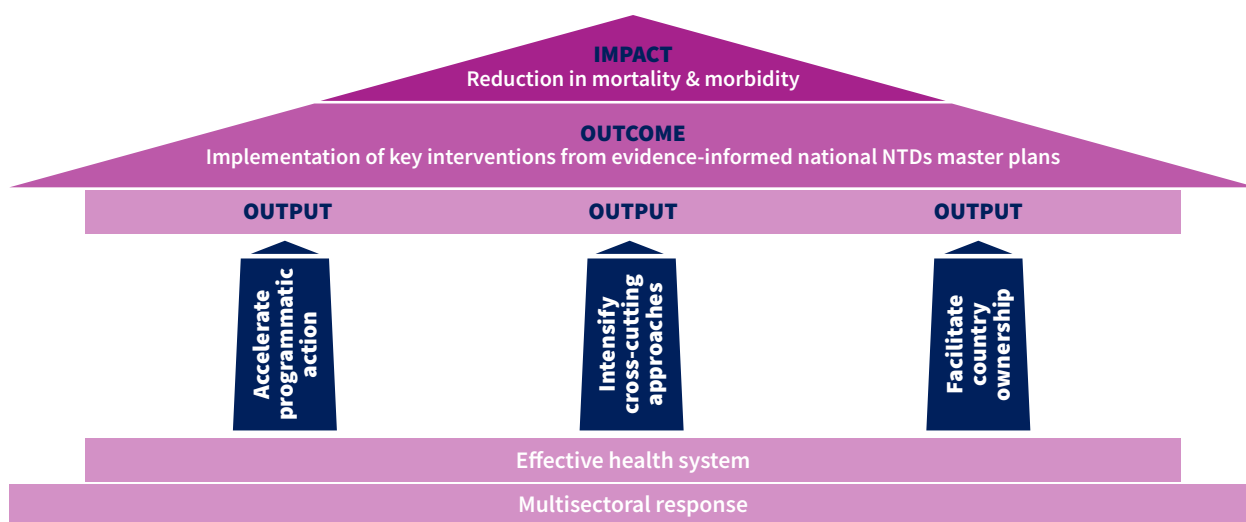 IMPACT
Reduction in mortality & morbidity
OUTCOME
Implementation of key interventions from evidence-informed national NTDs master plans
OUTPUT
OUTPUT
OUTPUT
Accelerate
programmatic
action
Intensify
cross-cutting
approaches
Facilitate
country
ownership
Effective health system
Multisectoral response